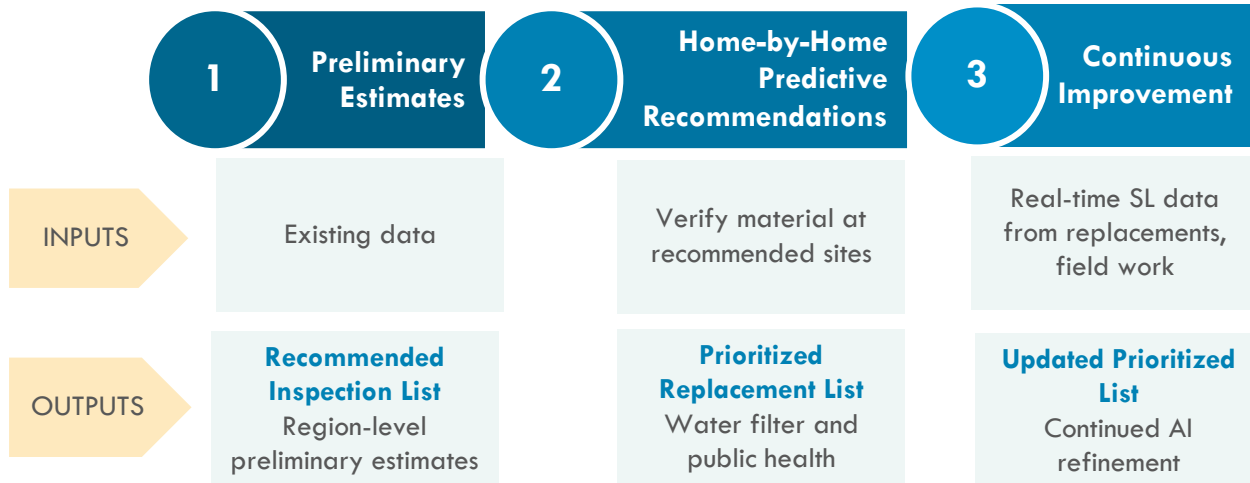 1
Preliminary
Estimates
2
Home-by-Home
Predictive
Recommendations
3
Continuous
Improvement
INPUTS
Existing data
Verify material at
recommended sites
Real-time SL data
from replacements,
field work
OUTPUTS
Recommended
Inspection List
Region-level
preliminary estimates
Prioritized
Replacement List
Water filter and
public health
Updated Prioritized
List
Continued AI
refinement